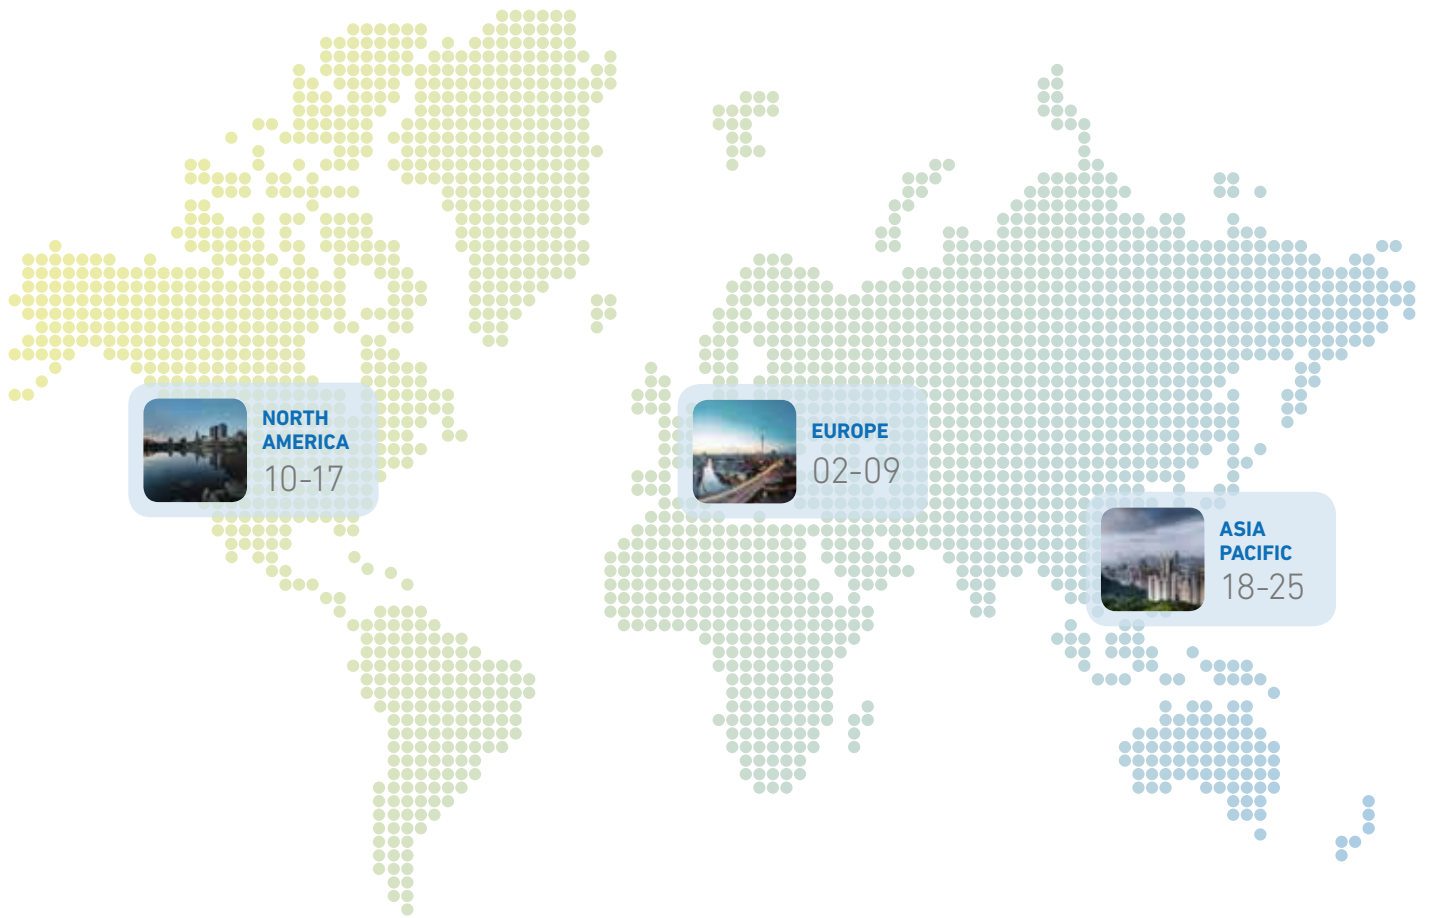 NORTH
AMERICA
10-17
EUROPE
02-09
ASIA
PACIFIC
18-25